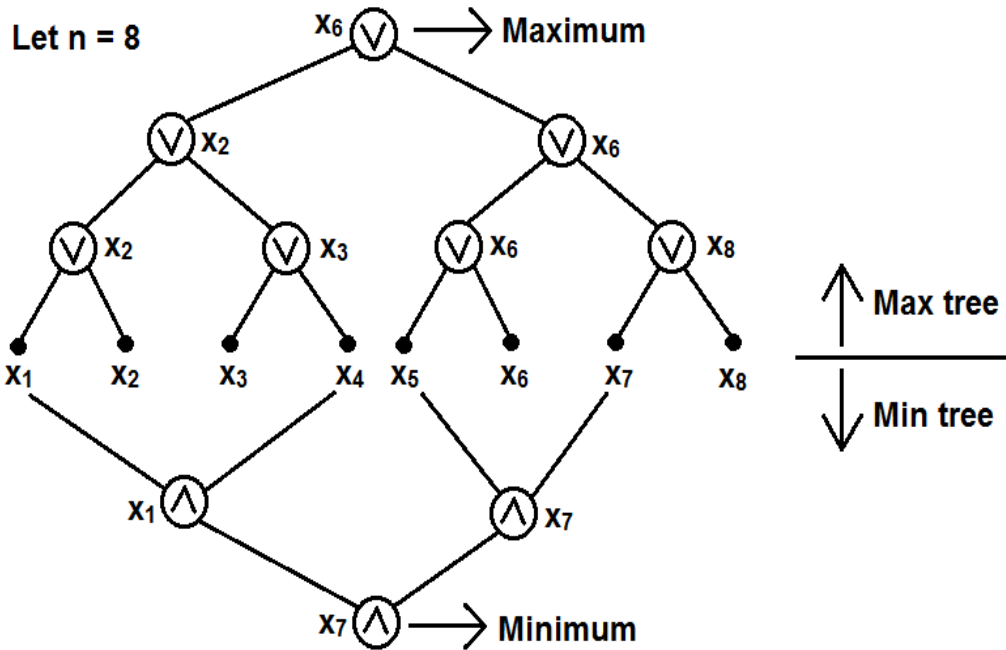 Let n = 8
x₆ ∨ Maximum
∨ x₂ ∨ x₆
∨ x₂ ∨ x₃ ∨ x₆ ∨ x₈
Max tree
x₁ x₂ x₃ x₄ x₅ x₆ x₇ x₈
Min tree
x₁ ∧ ∧ x₇
x₇ ∧ Minimum